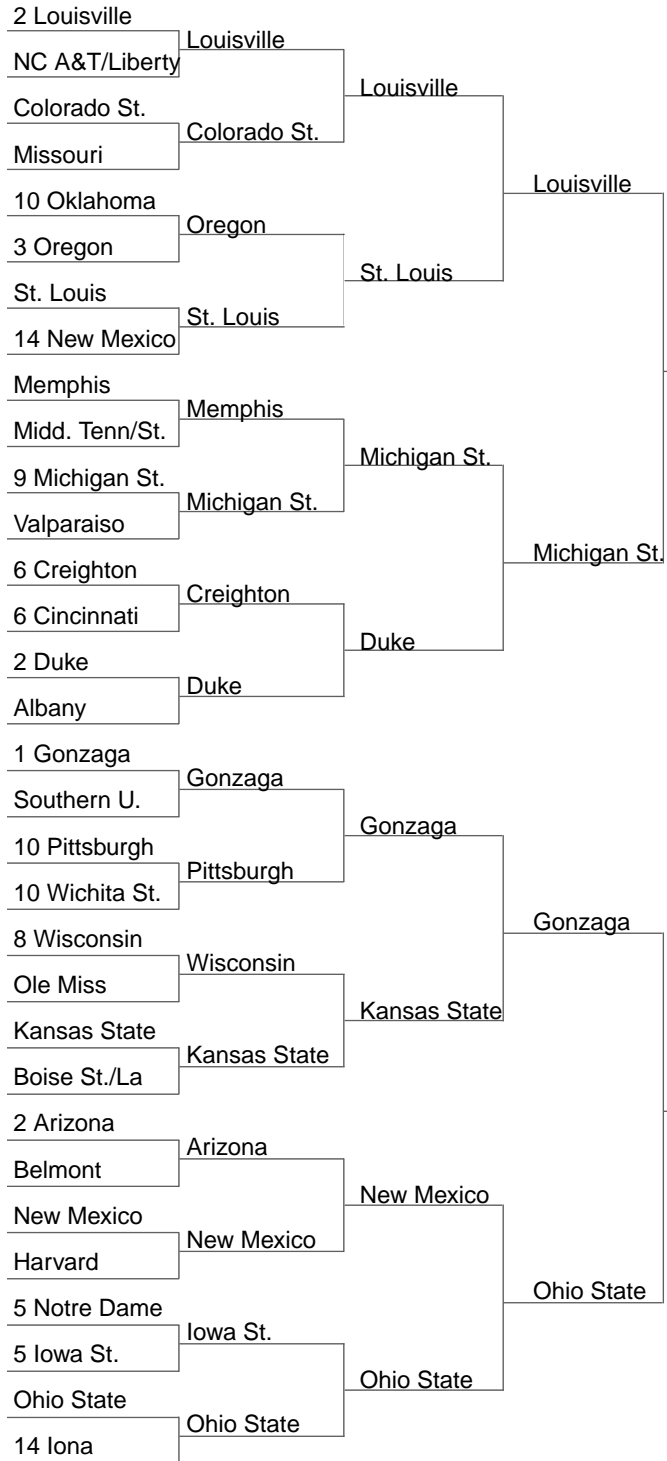 2 Louisville
NC A&T/Liberty
Colorado St.
Missouri
10 Oklahoma
3 Oregon
St. Louis
14 New Mexico
Memphis
Midd. Tenn/St.
9 Michigan St.
Valparaiso
6 Creighton
6 Cincinnati
2 Duke
Albany
1 Gonzaga
Southern U.
10 Pittsburgh
10 Wichita St.
8 Wisconsin
Ole Miss
Kansas State
Boise St./La
2 Arizona
Belmont
New Mexico
Harvard
5 Notre Dame
5 Iowa St.
Ohio State
14 Iona
Louisville
Colorado St.
Oregon
St. Louis
Memphis
Michigan St.
Creighton
Duke
Gonzaga
Pittsburgh
Wisconsin
Kansas State
Arizona
New Mexico
Iowa St.
Ohio State
Louisville
St. Louis
Michigan St.
Duke
Gonzaga
Kansas State
New Mexico
Ohio State
Louisville
Michigan St.
Gonzaga
Ohio State